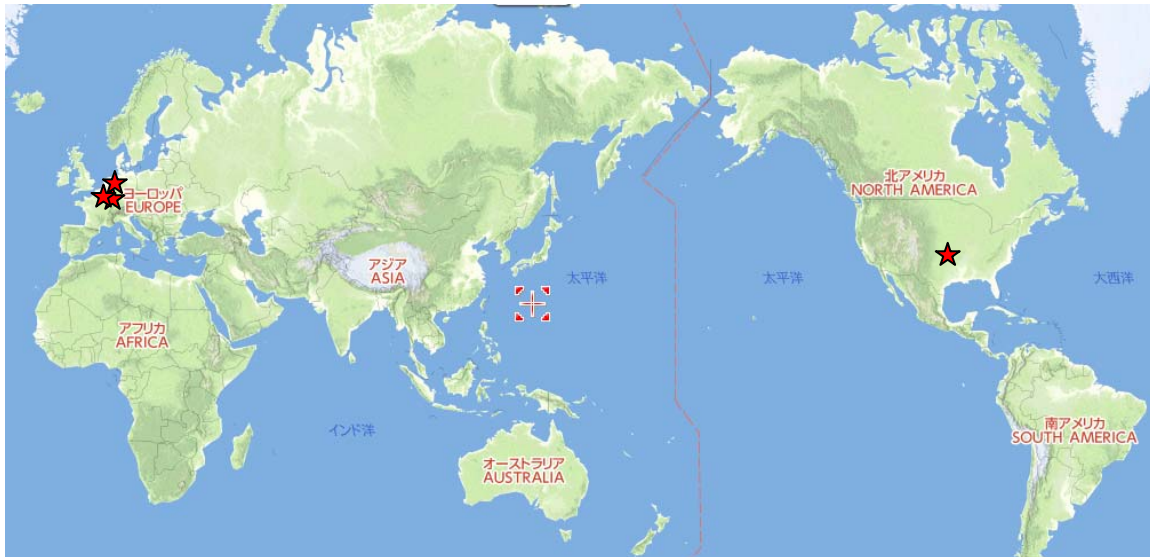 北アメリカ
NORTH AMERICA
ヨーロッパ
EUROPE
アジア
ASIA
太平洋
太平洋
大西洋
アフリカ
AFRICA
インド洋
南アメリカ
SOUTH AMERICA
オーストラリア
AUSTRALIA